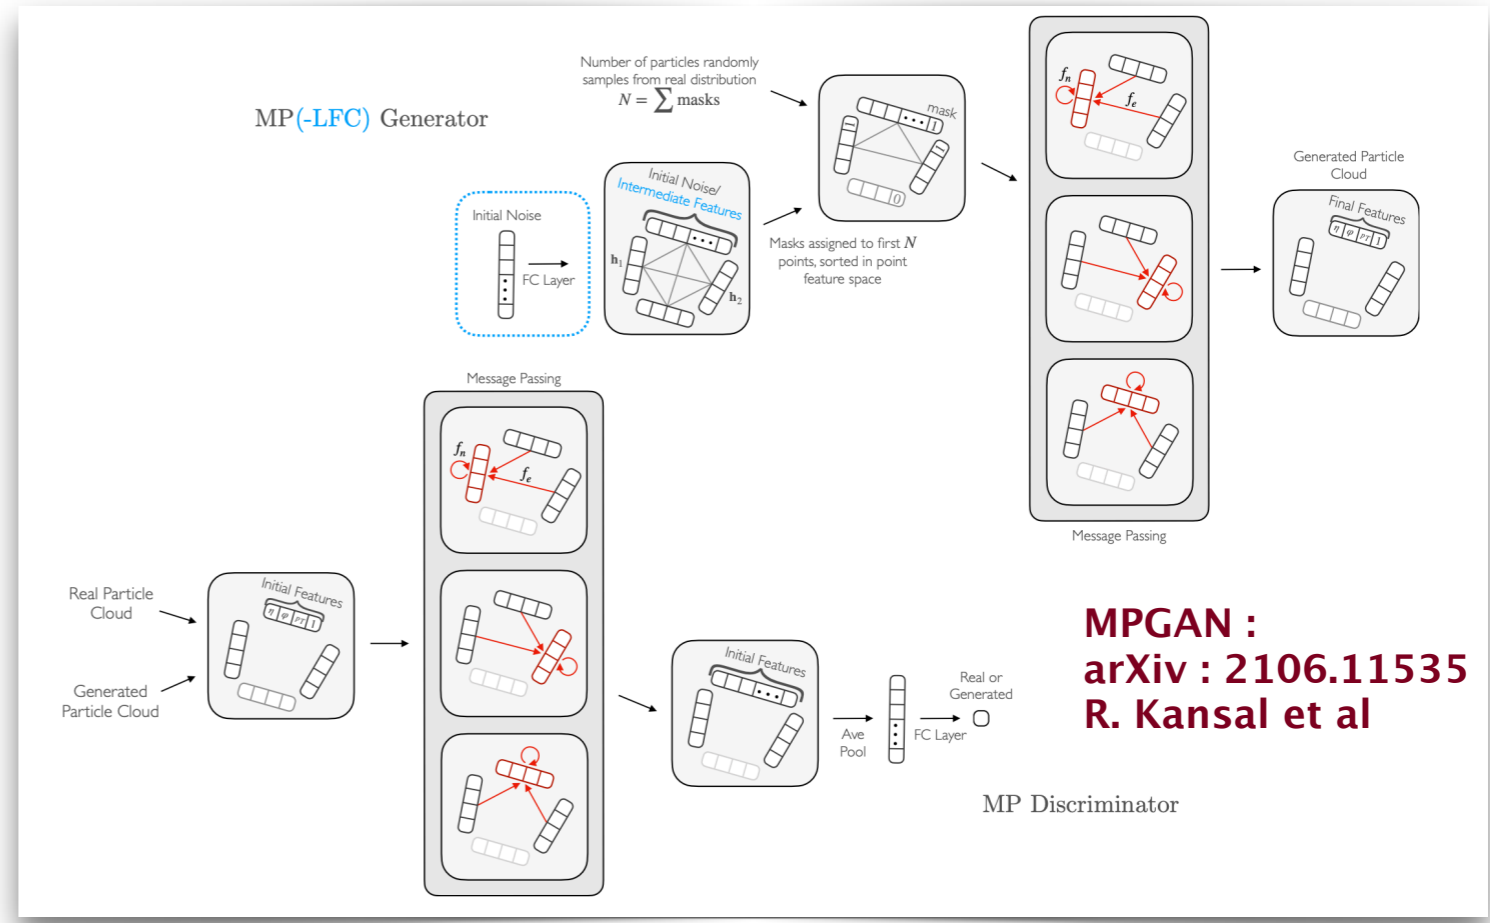 MP(-LFC) Generator
Number of particles randomly
samples from real distribution
N = ∑ masks
Initial Noise
FC Layer
Initial Noise/
Intermediate Features
h₁
h₂
Masks assigned to first N
points, sorted in point
feature space
mask
1
1
1
0
fₙ
fₑ
Message Passing
Generated Particle
Cloud
Final Features
η φ pT 1
Message Passing
fₙ
fₑ
Real Particle
Cloud
Generated
Particle Cloud
Initial Features
η φ pT 1
Initial Features
Ave
Pool
FC Layer
Real or
Generated
MP Discriminator
MPGAN :
arXiv : 2106.11535
R. Kansal et al